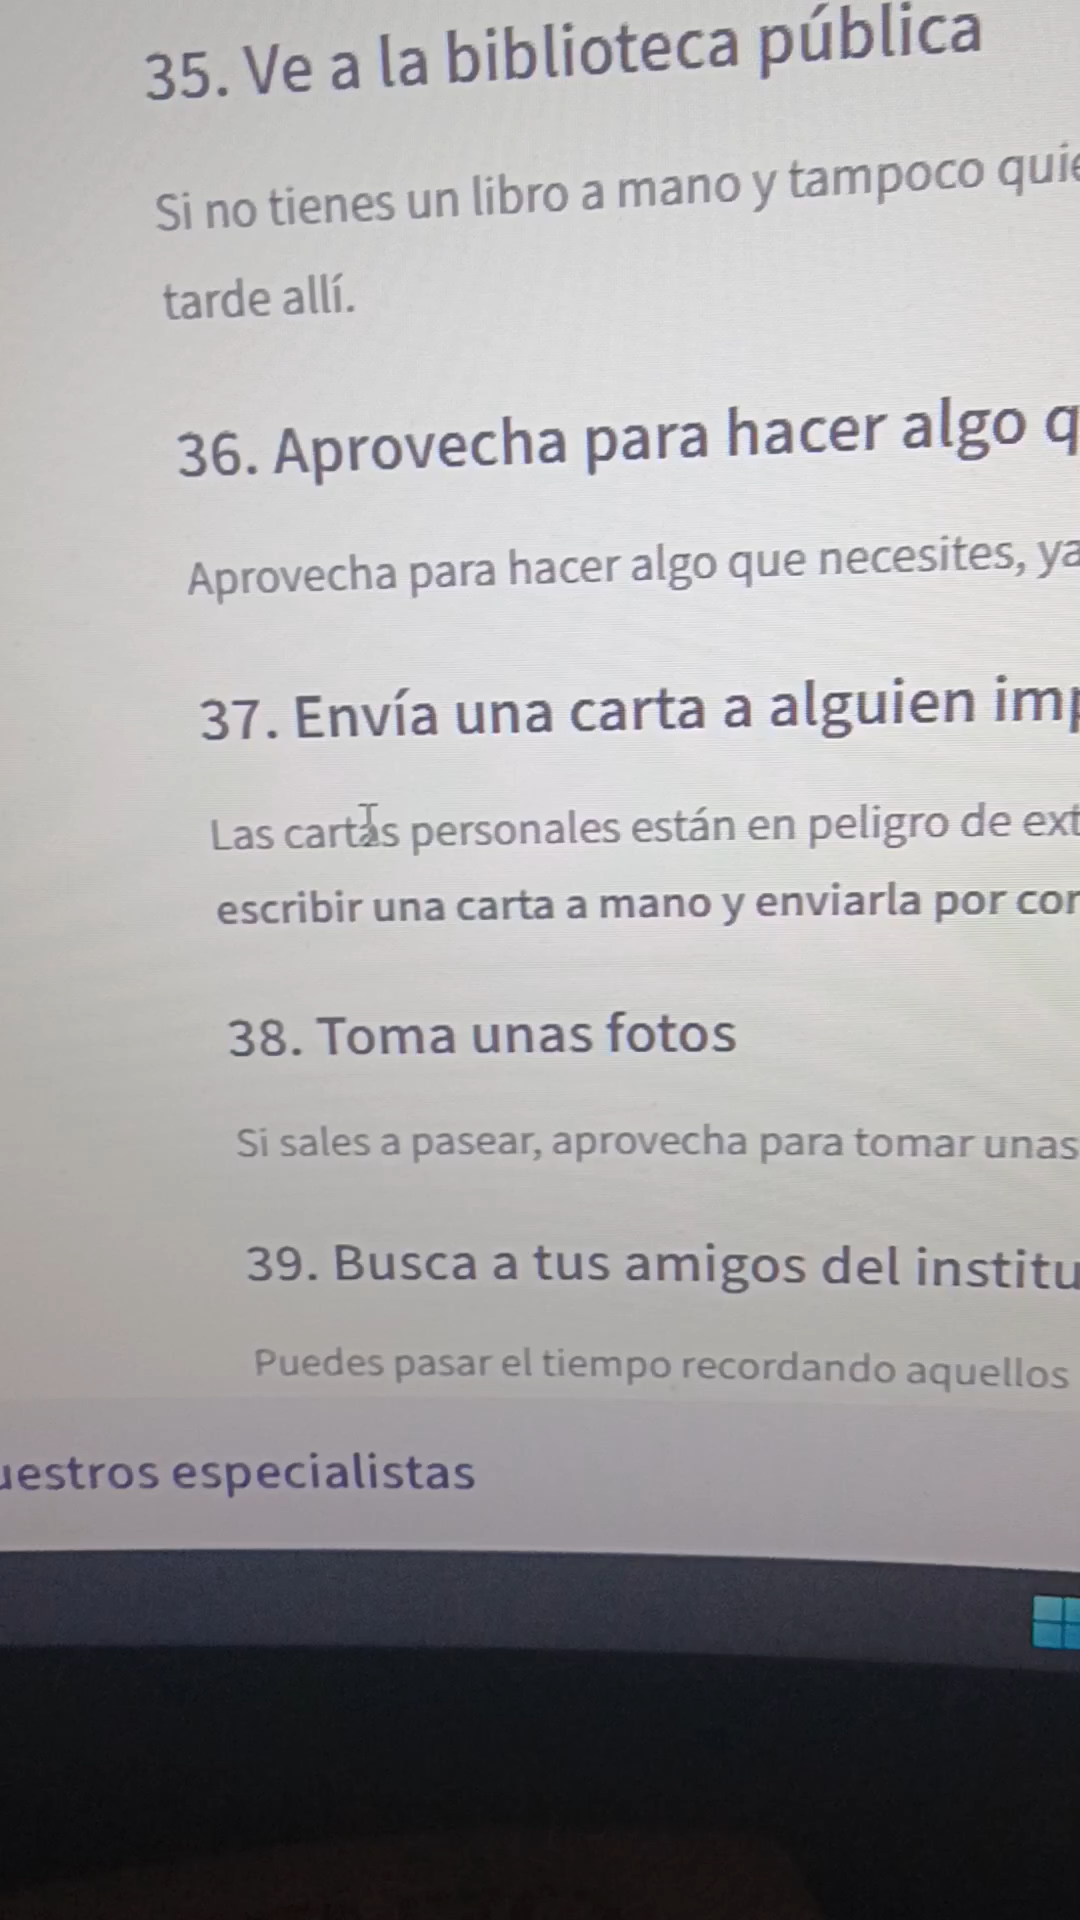 35. Ve a la biblioteca pública
Si no tienes un libro a mano y tampoco
tarde allí.
36. Aprovecha para hacer algo
Aprovecha para hacer algo que necesites, ya
37. Envía una carta a alguien
Las cartas personales están en peligro de
escribir una carta a mano y enviarla por
38. Toma unas fotos
Si sales a pasear, aprovecha para tomar unas
39. Busca a tus amigos del
Puedes pasar el tiempo recordando aquellos
especialistas